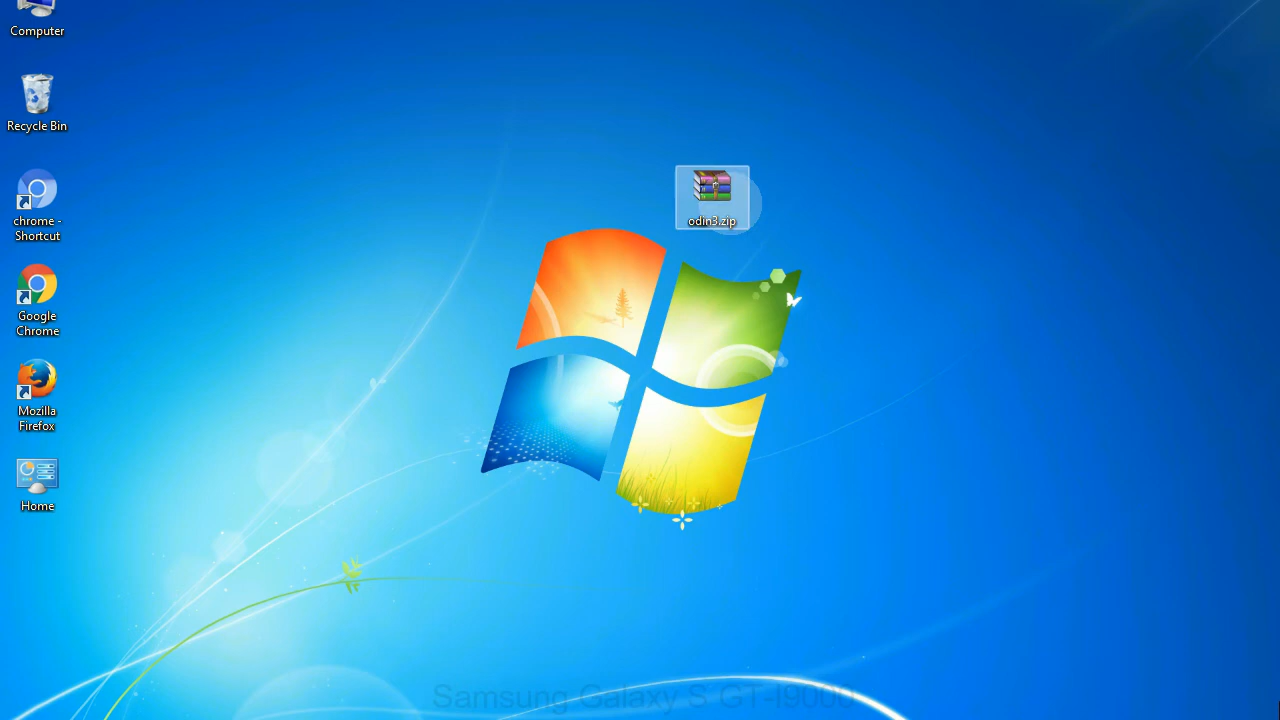 Computer
Recycle Bin
chrome -
Shortcut
Google
Chrome
Mozilla
Firefox
Home
odin3.zip
Samsung Galaxy S GT-I9000